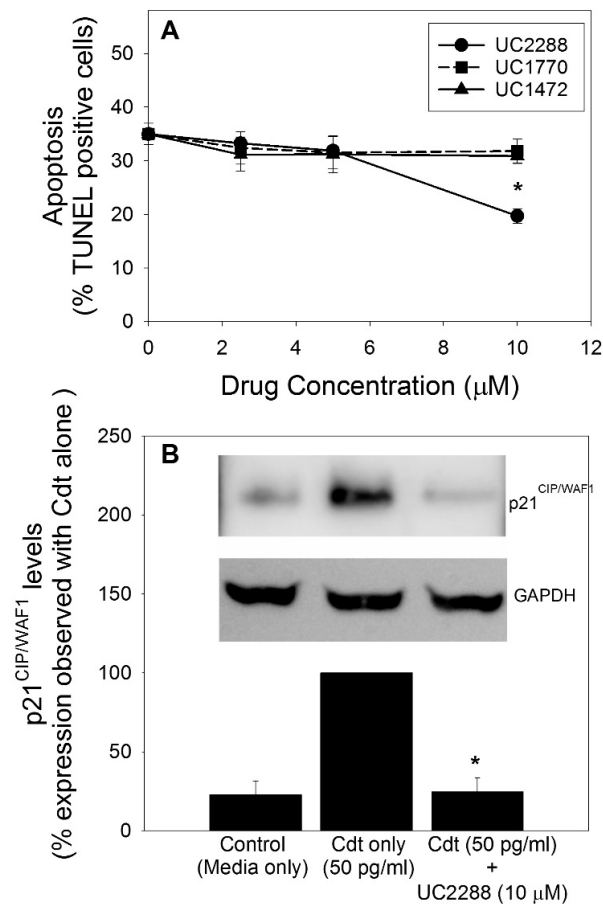 A
UC2288
UC1770
UC1472
Apoptosis
(% TUNEL positive cells)
50
40
30
20
10
0
*
0 2 4 6 8 10 12
Drug Concentration (μM)
B
p21CIP/WAF1 levels
(% expression observed with Cdt alone)
250
200
150
100
50
0
p21CIP/WAF1
GAPDH
*
Control
(Media only)
Cdt only
(50 pg/ml)
Cdt (50 pg/ml)
+
UC2288 (10 μM)